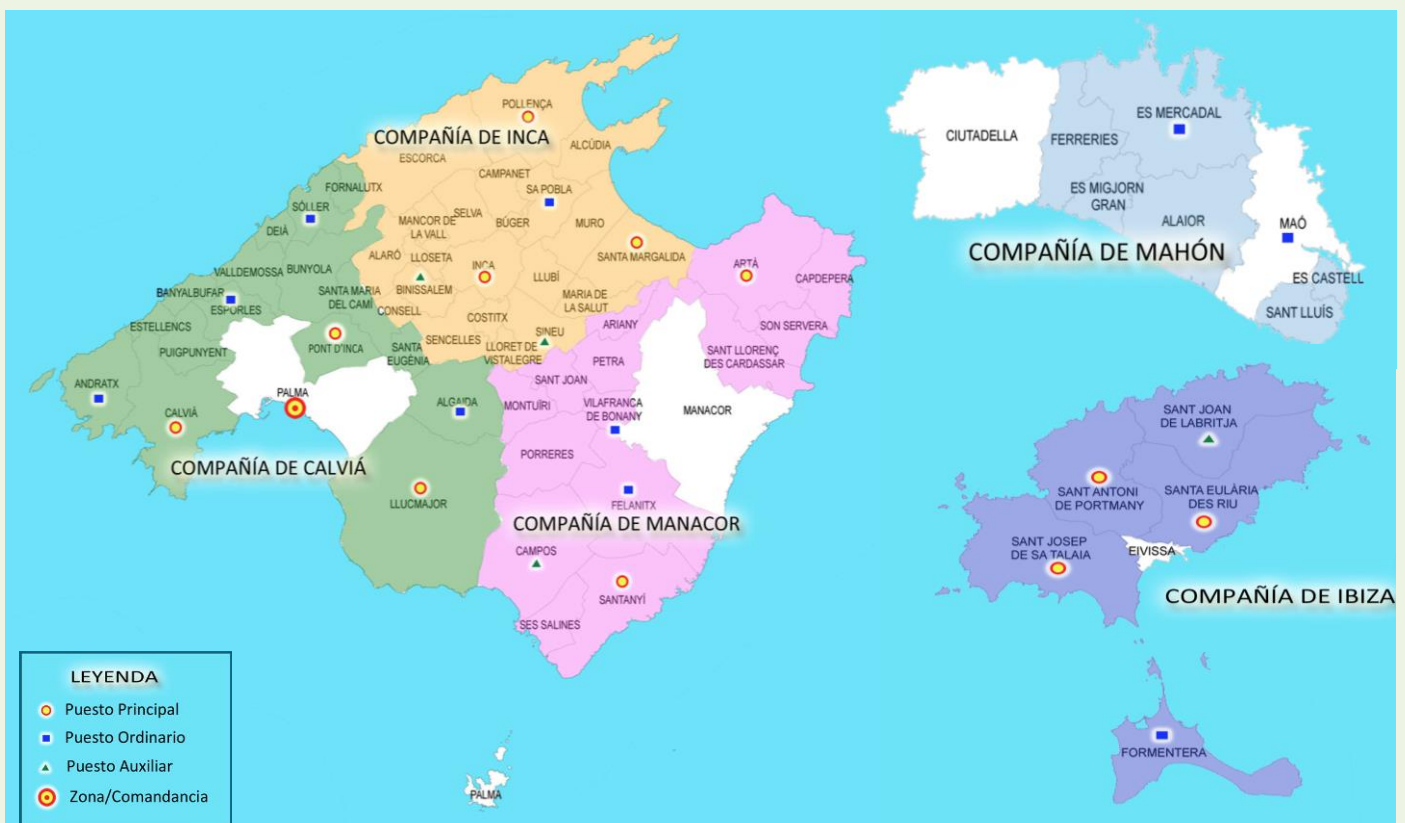 POLLENÇA
COMPAÑÍA DE INCA
ESCORCA
ALCÚDIA
CAMPANET
FORNALUTX
SA POBLA
SÓLLER
SELVA
MANCOR DE
LA VALL
BÚGER
MURO
DEIÀ
ALARÓ
LLOSETA
INCA
SANTA MARGALIDA
VALLDEMOSSA
BUNYOLA
BINISSALEM
LLUBÍ
ARTÀ
CAPDEPERA
BANYALBUFAR
SANTA MARIA
DEL CAMÍ
MARIA DE
LA SALUT
ESPORLES
CONSELL
COSTITX
ARIANY
SON SERVERA
ESTELLENCS
SINEU
PUIGPUNYENT
PONT D'INCA
SANTA
EUGÈNIA
SENCELLES
LLORET DE
VISTALEGRE
PETRA
SANT LLORENÇ
DES CARDASSAR
ANDRATX
SANT JOAN
PALMA
CALVIÀ
ALGAIDA
MONTUÏRI
VILAFRANCA
DE BONANY
MANACOR
COMPAÑÍA DE CALVIÁ
PORRERES
LLUCMAJOR
FELANITX
COMPAÑÍA DE MANACOR
CAMPOS
SANTANYÍ
SES SALINES
PALMA
CIUTADELLA
FERRERIES
ES MERCADAL
ES MIGJORN
GRAN
ALAIOR
MAÓ
COMPAÑÍA DE MAHÓN
ES CASTELL
SANT LLUÍS
SANT JOAN
DE LABRITJA
SANT ANTONI
DE PORTMANY
SANTA EULÀRIA
DES RIU
SANT JOSEP
DE SA TALAIA
EIVISSA
COMPAÑÍA DE IBIZA
FORMENTERA
LEYENDA
Puesto Principal
Puesto Ordinario
Puesto Auxiliar
Zona/Comandancia